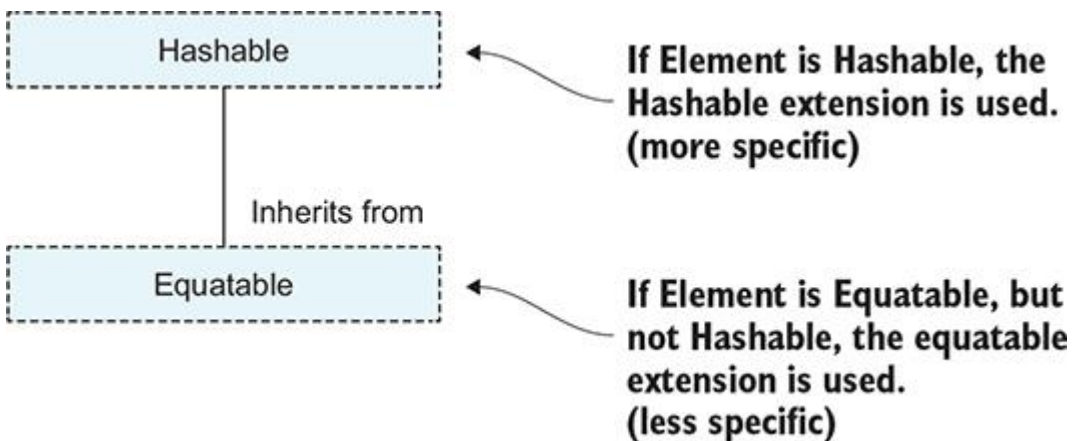 Hashable
If Element is Hashable, the
Hashable extension is used.
(more specific)
Inherits from
Equatable
If Element is Equatable, but
not Hashable, the equatable
extension is used.
(less specific)